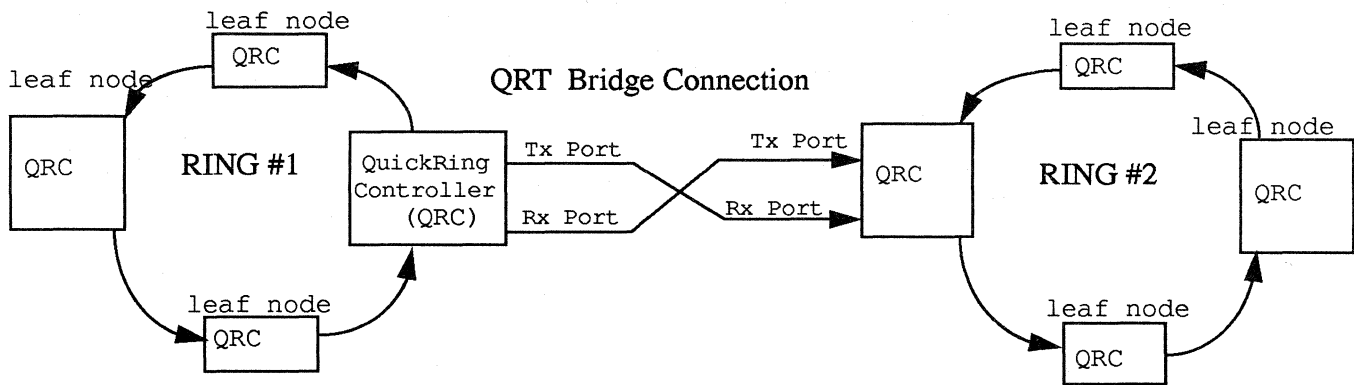 leaf node
QRC
leaf node
QRC
RING #1
QuickRing
Controller
(QRC)
leaf node
QRC
QRT Bridge Connection
Tx Port
Tx Port
Rx Port
Rx Port
leaf node
QRC
QRC
RING #2
leaf node
QRC
leaf node
QRC